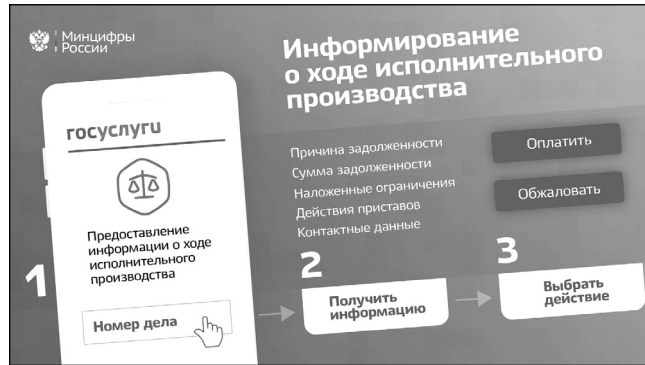 Минцифры
России
Информирование
о ходе исполнительного
производства
госуслуги
Предоставление
информации о ходе
исполнительного
производства
Номер дела
1
Причина задолженности
Сумма задолженности
Наложенные ограничения
Действия приставов
Контактные данные
2
Получить
информацию
Оплатить
Обжаловать
3
Выбрать
действие